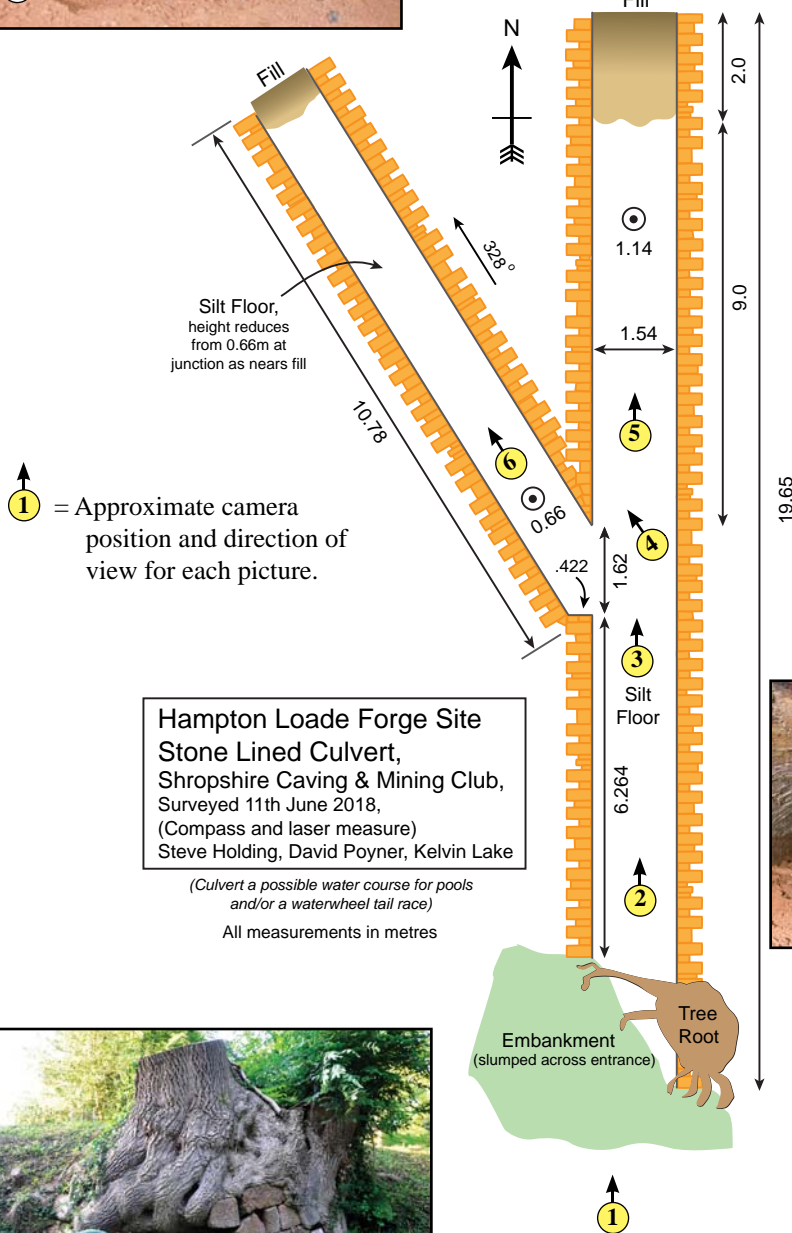 Fill
N
Fill
2.0
9.0
328°
1.14
1.54
Silt Floor,
height reduces
from 0.66m at
junction as nears fill
10.78
19.65
5
6
0.66
4
1.62
.422
1 = Approximate camera
position and direction of
view for each picture.
3
Silt
Floor
6.264
Hampton Loade Forge Site
Stone Lined Culvert,
Shropshire Caving & Mining Club,
Surveyed 11th June 2018,
(Compass and laser measure)
Steve Holding, David Poyner, Kelvin Lake
(Culvert a possible water course for pools
and/or a waterwheel tail race)
All measurements in metres
2
Tree
Root
Embankment
(slumped across entrance)
1